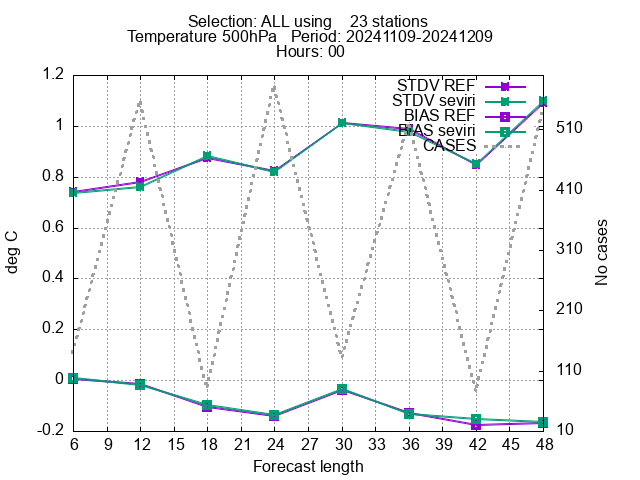 Selection: ALL using 23 stations
Temperature 500hPa Period: 20241109-20241209
Hours: 00
STDV REF
STDV seviri
BIAS REF
BIAS seviri
CASES
1.2
1
0.8
0.6
0.4
0.2
0
-0.2
deg C
510
410
310
210
110
10
No cases
6 9 12 15 18 21 24 27 30 33 36 39 42 45 48
Forecast length